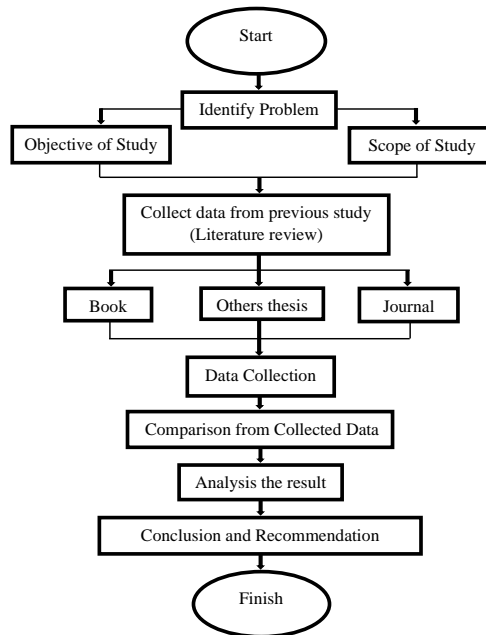 Start
Identify Problem
Objective of Study
Scope of Study
Collect data from previous study
(Literature review)
Book
Others thesis
Journal
Data Collection
Comparison from Collected Data
Analysis the result
Conclusion and Recommendation
Finish